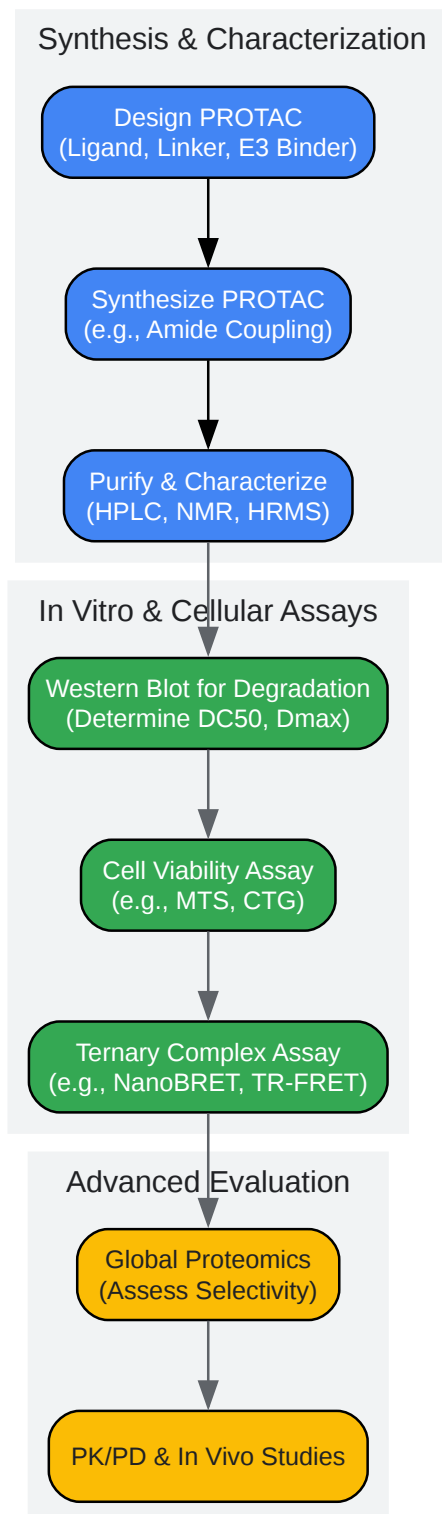 Synthesis & Characterization
Design PROTAC
(Ligand, Linker, E3 Binder)
Synthesize PROTAC
(e.g., Amide Coupling)
Purify & Characterize
(HPLC, NMR, HRMS)
In Vitro & Cellular Assays
Western Blot for Degradation
(Determine DC50, Dmax)
Cell Viability Assay
(e.g., MTS, CTG)
Ternary Complex Assay
(e.g., NanoBRET, TR-FRET)
Advanced Evaluation
Global Proteomics
(Assess Selectivity)
PK/PD & In Vivo Studies